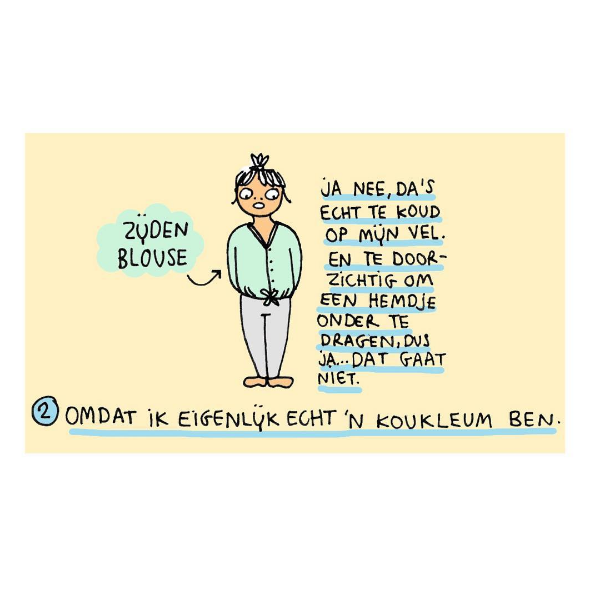 ZIJDEN
BLOUSE
JA NEE, DA'S
ECHT TE KOUD
OP MIJN VEL.
EN TE DOOR-
ZICHTIG OM
EEN HEMDJE
ONDER TE
DRAGEN, DUS
JA... DAT GAAT
NIET.
2 OMDAT IK EIGENLIJK ECHT 'N KOUKLEUM BEN.